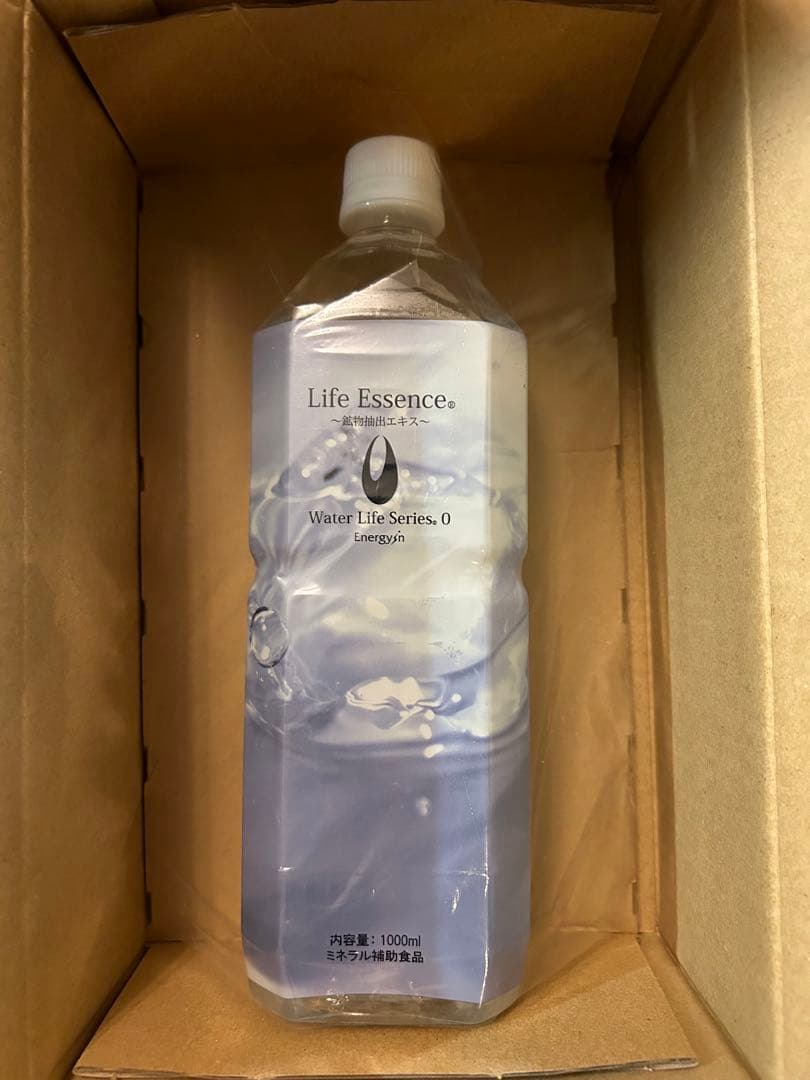 Life Essence®
～鉱物抽出エキス～
Water Life Series® 0
Energysin
内容量：1000ml
ミネラル補助食品